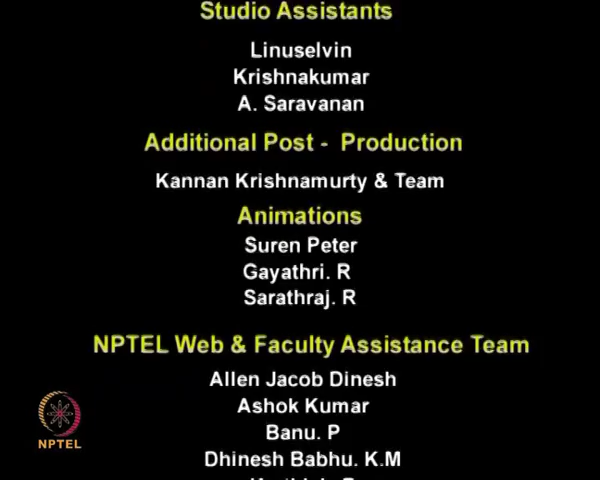 Studio Assistants
Linuselvin
Krishnakumar
A. Saravanan
Additional Post - Production
Kannan Krishnamurty & Team
Animations
Suren Peter
Gayathri. R
Sarathraj. R
NPTEL Web & Faculty Assistance Team
Allen Jacob Dinesh
Ashok Kumar
Banu. P
Dhinesh Babhu. K.M
NPTEL